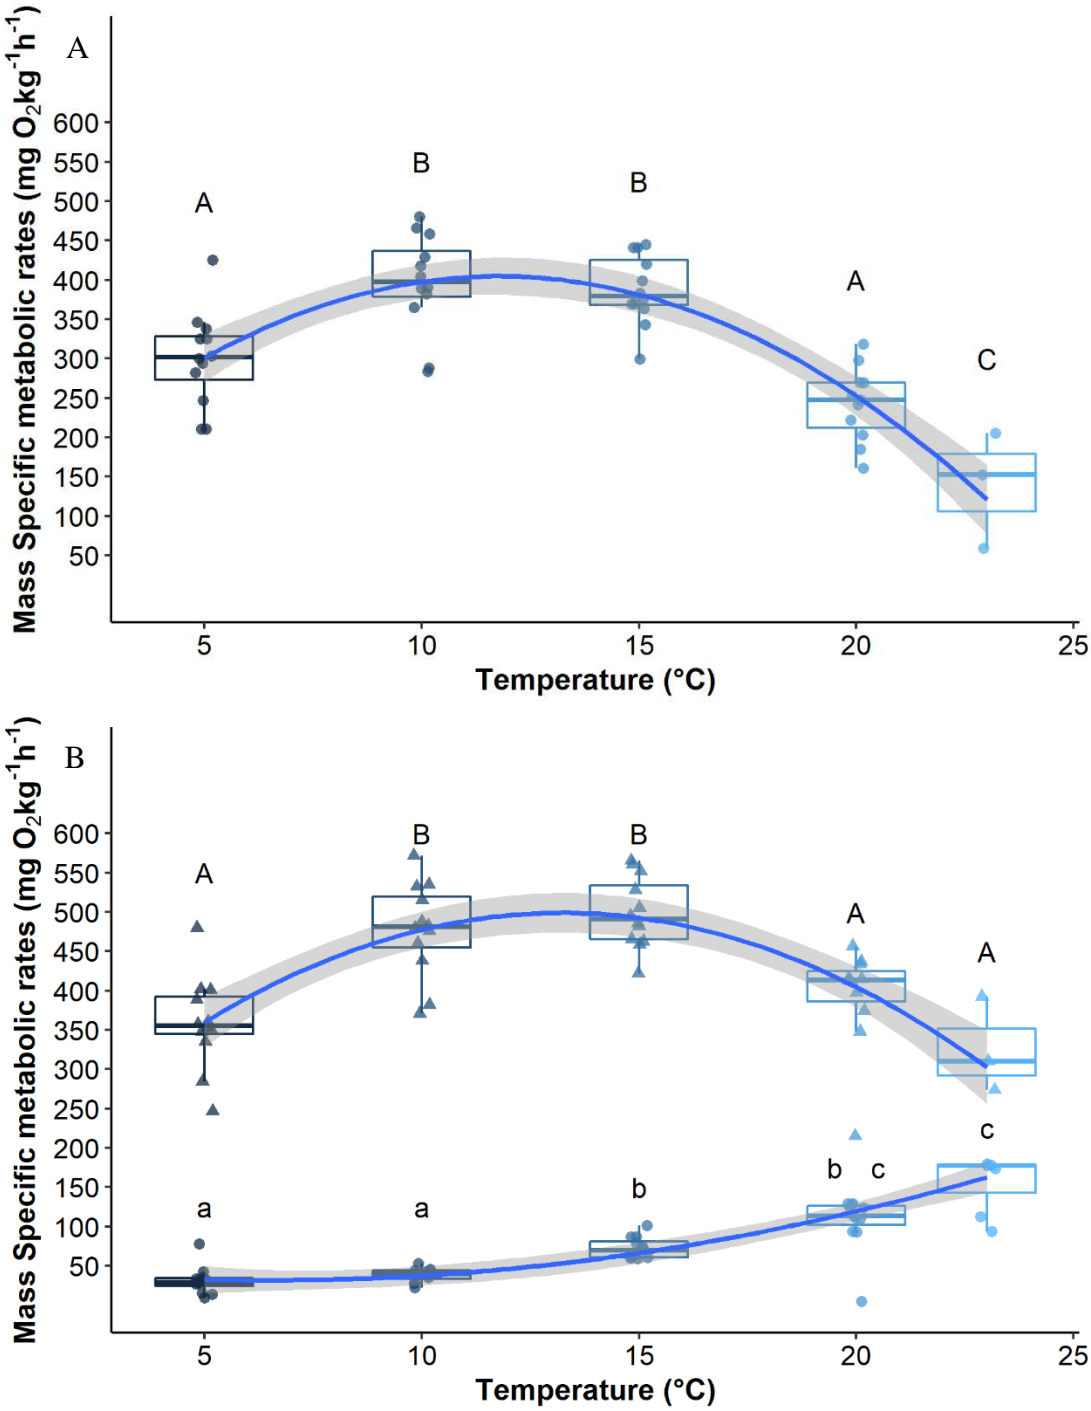 A
Mass Specific metabolic rates (mg O₂kg⁻¹h⁻¹)
600
550
500
450
400
350
300
250
200
150
100
50
A
B
B
A
C
5
10
15
20
25
Temperature (°C)
B
Mass Specific metabolic rates (mg O₂kg⁻¹h⁻¹)
600
550
500
450
400
350
300
250
200
150
100
50
A
B
B
A
A
a
a
b
b c
c
5
10
15
20
25
Temperature (°C)